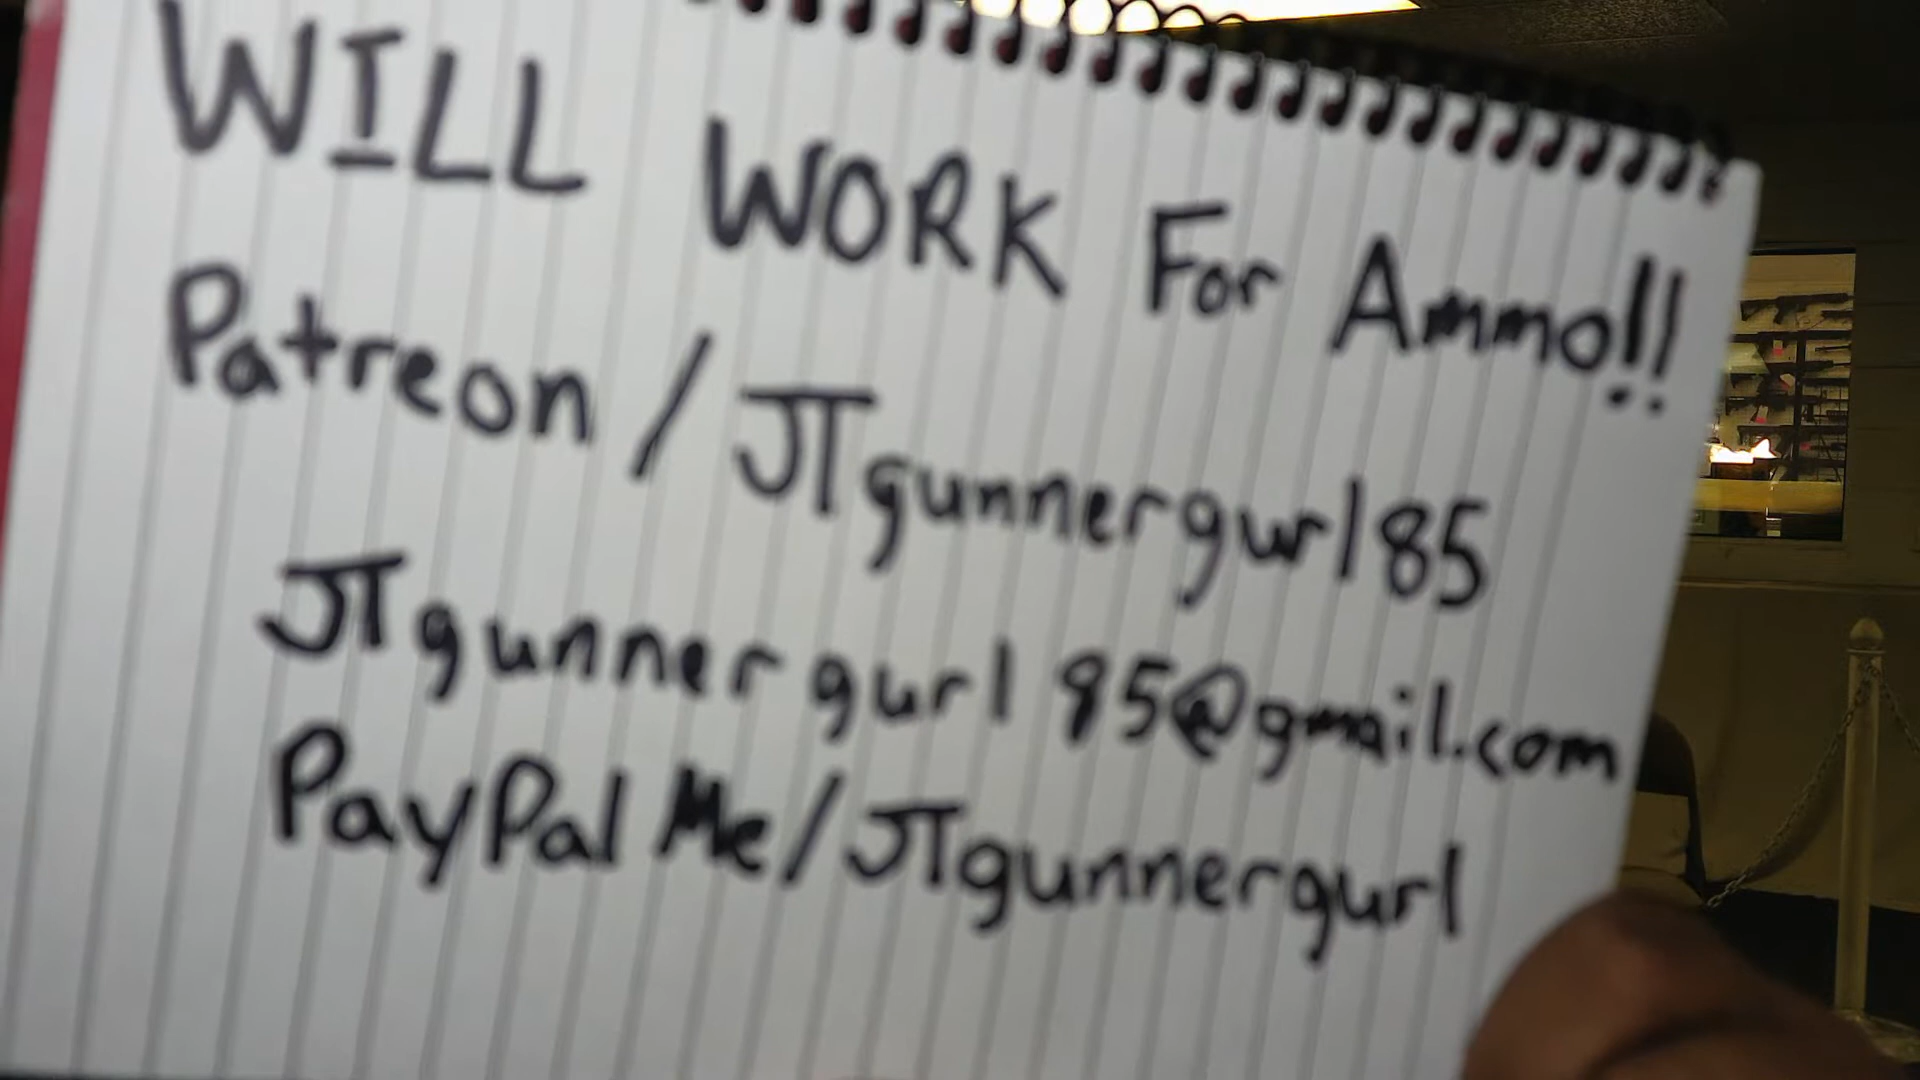 WILL WORK For Ammo!!
Patreon/JTgunnergurl85
JTgunnergurl85@gmail.com
PayPal Me/JTgunnergurl